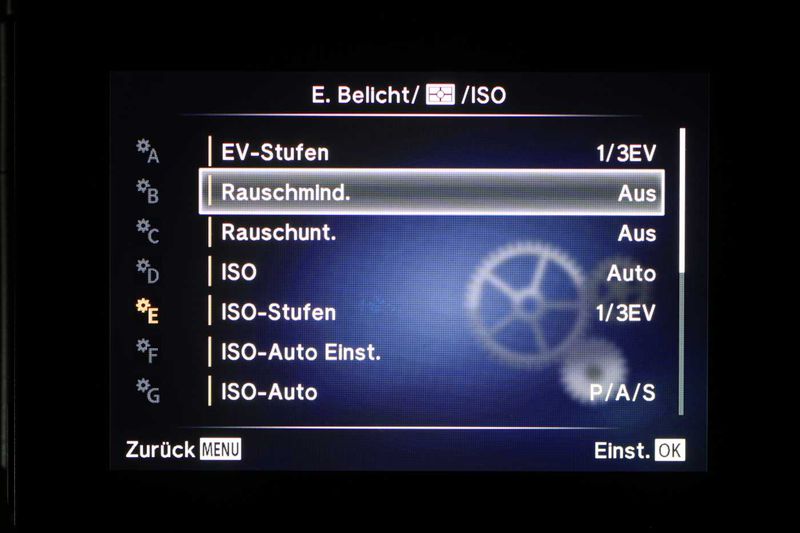 E. Belicht/ /ISO
A
EV-Stufen 1/3EV
B
Rauschmind. Aus
C
Rauschunt. Aus
D
ISO Auto
E
ISO-Stufen 1/3EV
F
ISO-Auto Einst.
G
ISO-Auto P/A/S
Zurück MENU Einst. OK